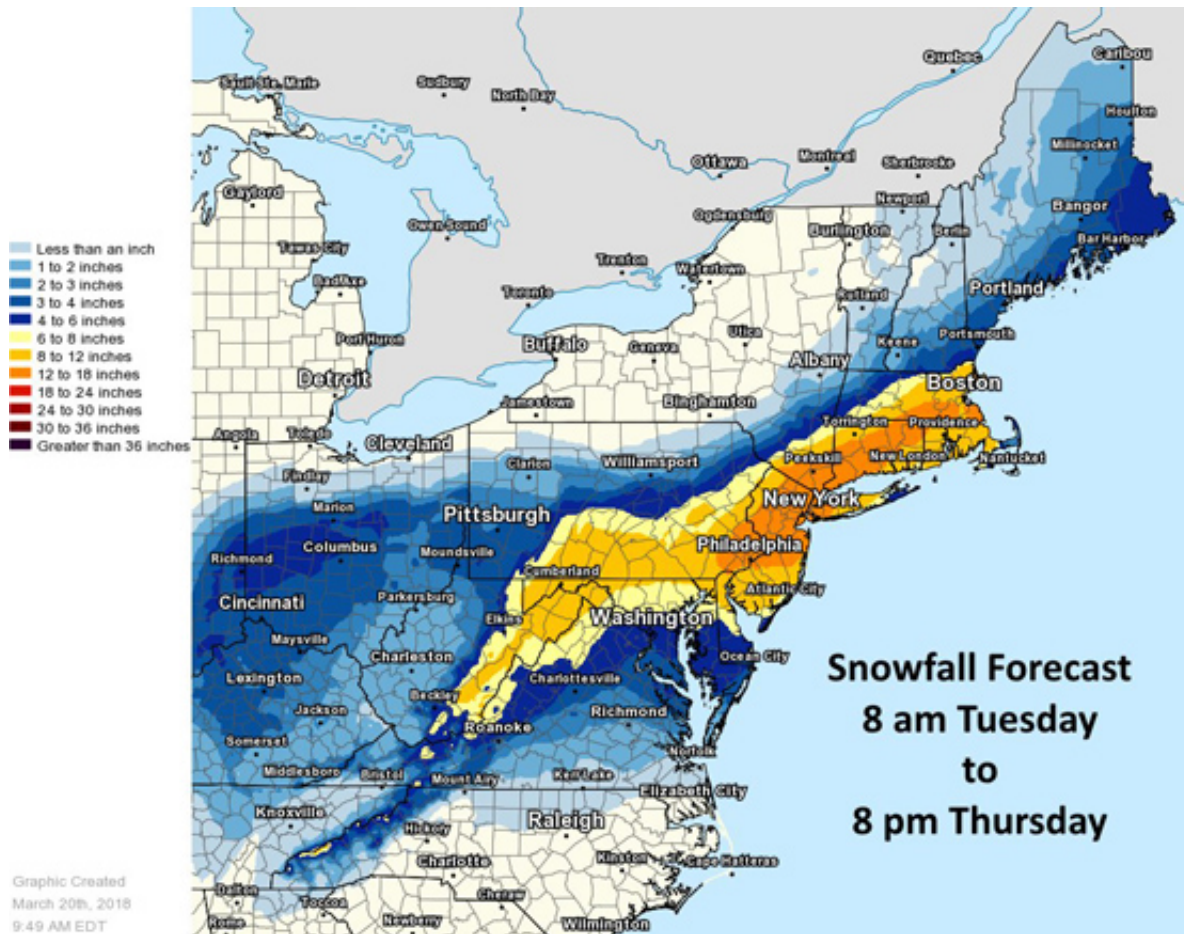 Less than an inch
1 to 2 inches
2 to 3 inches
3 to 4 inches
4 to 6 inches
6 to 8 inches
8 to 12 inches
12 to 18 inches
18 to 24 inches
24 to 30 inches
30 to 36 inches
Greater than 36 inches
Quebec
Caribou
Sault Ste. Marie
Sudbury
North Bay
Houlton
Millinocket
Ottawa
Montreal
Sherbrooke
Gaylord
Newport
Bangor
Owen Sound
Ogdensburg
Burlington
Berlin
Bar Harbor
Tawas City
Trenton
Watertown
Bad Axe
Toronto
Rutland
Portland
Port Huron
Buffalo
Geneva
Utica
Keene
Portsmouth
Albany
Detroit
Boston
Jamestown
Binghamton
Angola
Toledo
Cleveland
Torrington
Providence
Findlay
Clarion
Williamsport
Peekskill
New London
Nantucket
Marion
Pittsburgh
New York
Richmond
Columbus
Moundsville
Philadelphia
Cumberland
Atlantic City
Cincinnati
Parkersburg
Elkins
Washington
Maysville
Charleston
Ocean City
Lexington
Beckley
Charlottesville
Jackson
Roanoke
Richmond
Somerset
Norfolk
Middlesboro
Bristol
Mount Airy
Kerr Lake
Elizabeth City
Knoxville
Hickory
Raleigh
Charlotte
Kinston
Cape Hatteras
Dalton
Toccoa
Cheraw
Rome
Newberry
Wilmington
Snowfall Forecast
8 am Tuesday
to
8 pm Thursday
Graphic Created
March 20th, 2018
9:49 AM EDT